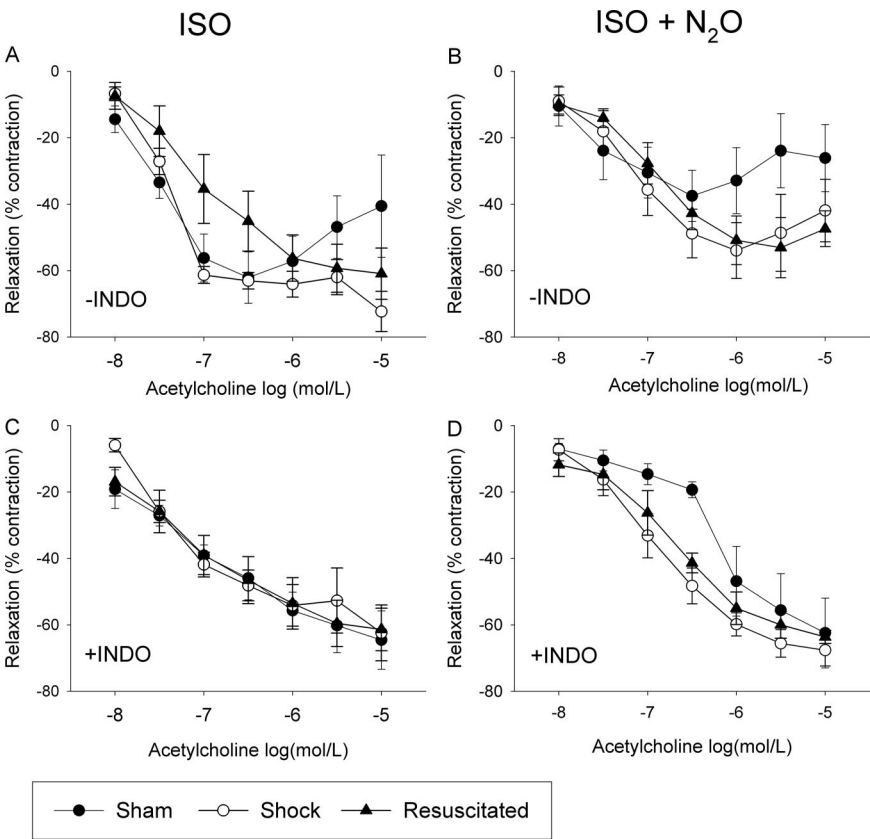 ISO
ISO + N₂O
A
0
-20
-40
-60
-80
Relaxation (% contraction)
-INDO
-8
-7
-6
-5
Acetylcholine log (mol/L)
B
0
-20
-40
-60
-80
Relaxation (% contraction)
-INDO
-8
-7
-6
-5
Acetylcholine log(mol/L)
C
0
-20
-40
-60
-80
Relaxation (% contraction)
+INDO
-8
-7
-6
-5
Acetylcholine log(mol/L)
D
0
-20
-40
-60
-80
Relaxation (% contraction)
+INDO
-8
-7
-6
-5
Acetylcholine log(mol/L)
Sham Shock Resuscitated